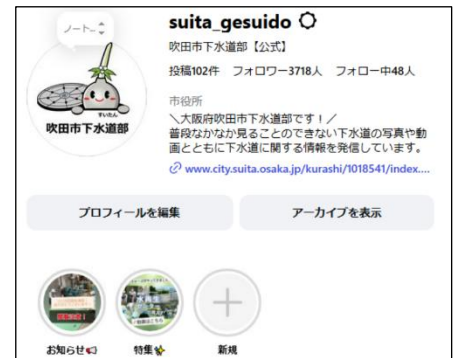 ノート...
suita_gesuido
吹田市下水道部【公式】
投稿102件 フォロワー3718人 フォロー中48人
市役所
＼大阪府吹田市下水道部です！／
普段なかなか見ることのできない下水道の写真や動
画とともに下水道に関する情報を発信しています。
www.city.suita.osaka.jp/kurashi/1018541/index....
すいたん
吹田市下水道部
プロフィールを編集
アーカイブを表示
お知らせ📢
特集✨
新規